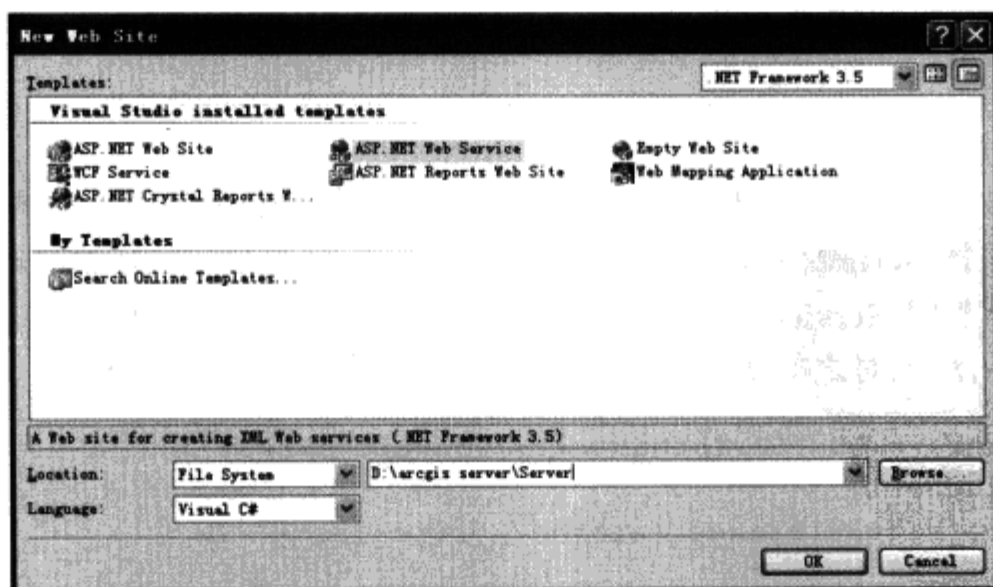 New Web Site
Templates:
.NET Framework 3.5
Visual Studio installed templates
ASP.NET Web Site
ASP.NET Web Service
Empty Web Site
WCF Service
ASP.NET Reports Web Site
Web Mapping Application
ASP.NET Crystal Reports W...
My Templates
Search Online Templates...
A Web site for creating XML Web services (.NET Framework 3.5)
Location:
File System
D:\arcgis server\Server
Browse...
Language:
Visual C#
OK
Cancel